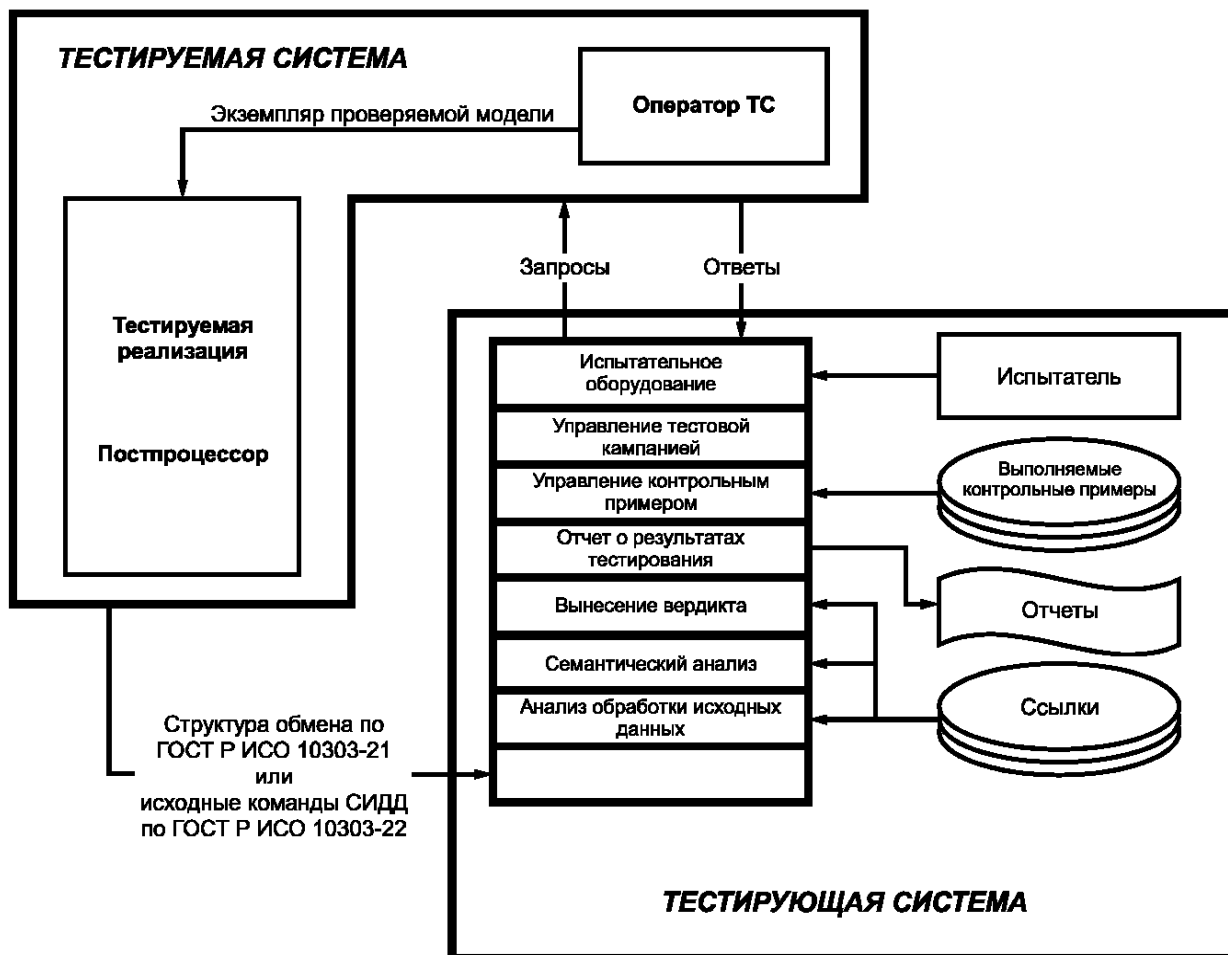 ТЕСТИРУЕМАЯ СИСТЕМА
Оператор ТС
Экземпляр проверяемой модели
Тестируемая
реализация
Постпроцессор
Запросы
Ответы
Испытательное
оборудование
Испытатель
Управление тестовой
кампанией
Управление контрольным
примером
Выполняемые
контрольные примеры
Отчет о результатах
тестирования
Отчеты
Вынесение вердикта
Семантический анализ
Анализ обработки исходных
данных
Ссылки
Структура обмена по
ГОСТ Р ИСО 10303-21
или
исходные команды СИДД
по ГОСТ Р ИСО 10303-22
ТЕСТИРУЮЩАЯ СИСТЕМА